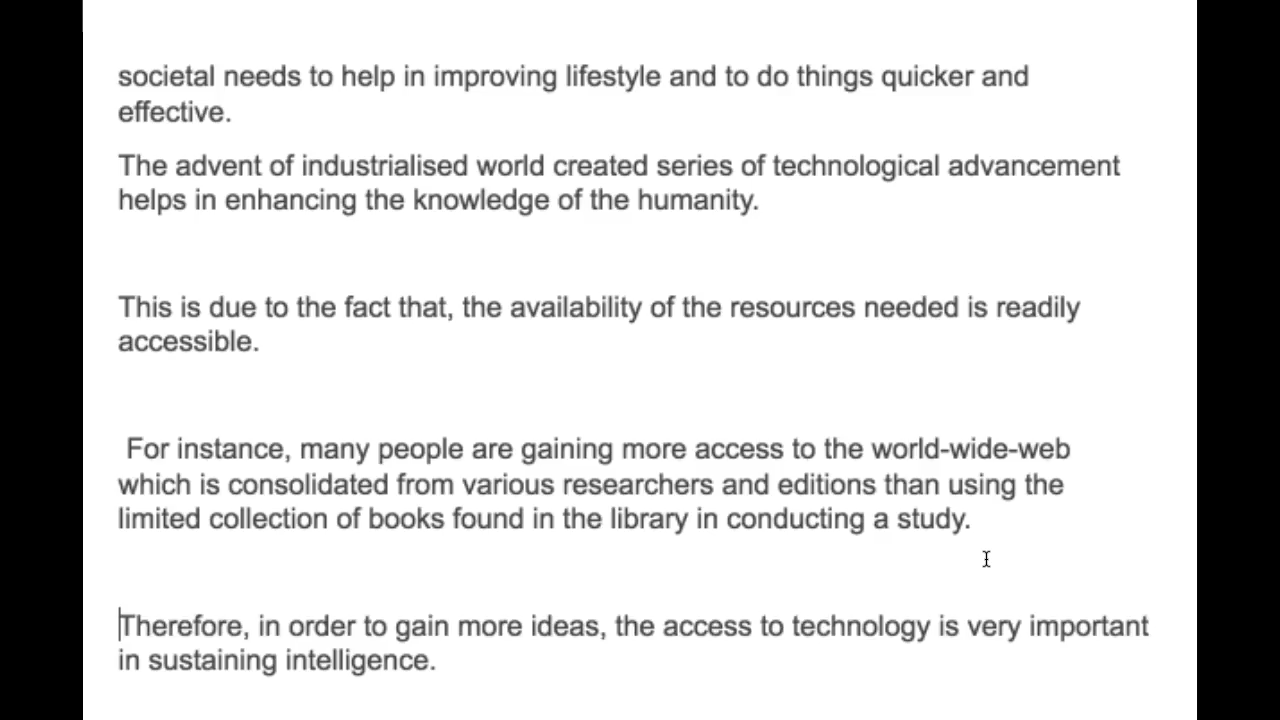 societal needs to help in improving lifestyle and to do things quicker and
effective.
The advent of industrialised world created series of technological advancement
helps in enhancing the knowledge of the humanity.
This is due to the fact that, the availability of the resources needed is readily
accessible.
For instance, many people are gaining more access to the world-wide-web
which is consolidated from various researchers and editions than using the
limited collection of books found in the library in conducting a study.
Therefore, in order to gain more ideas, the access to technology is very important
in sustaining intelligence.